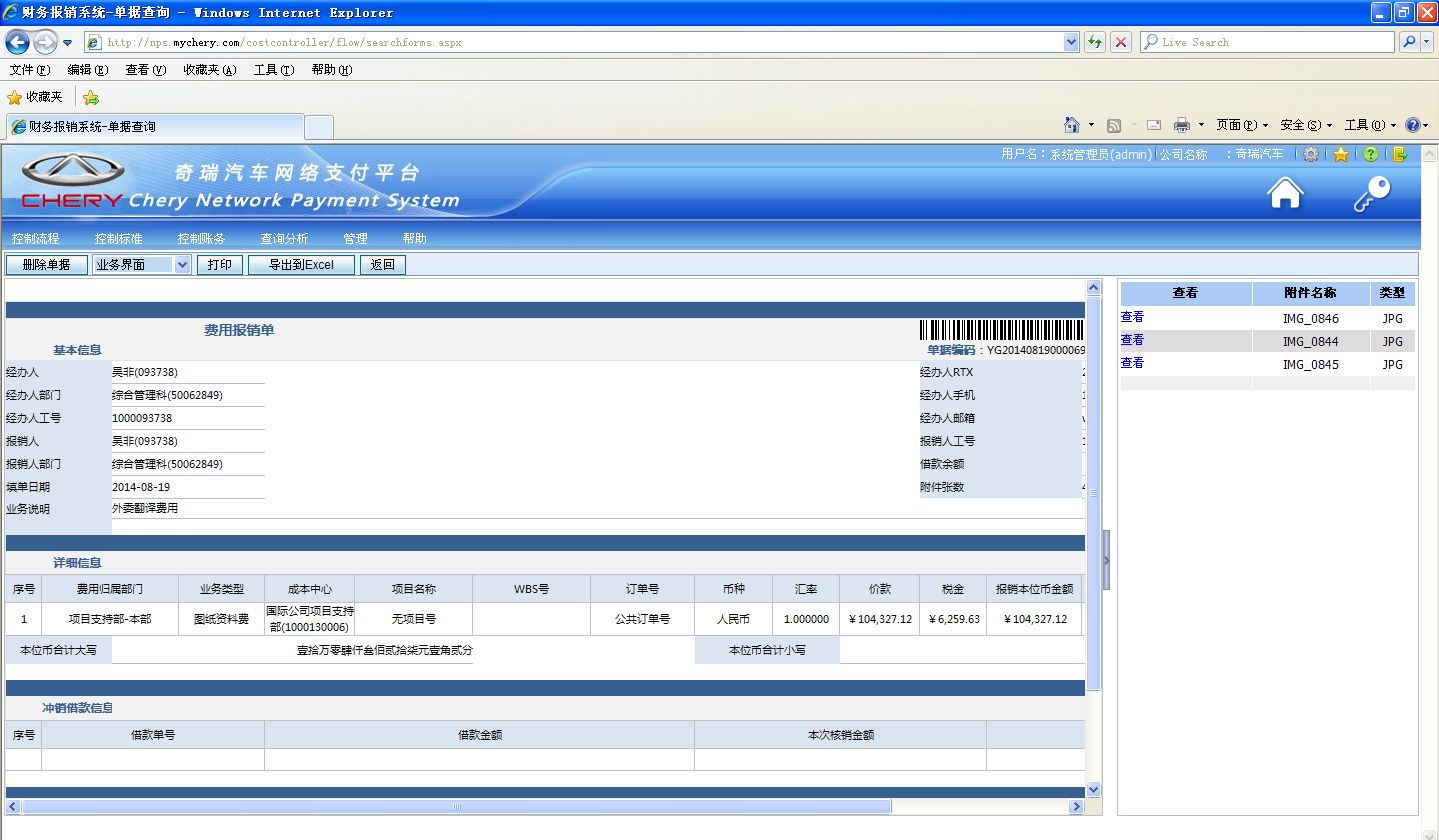 财务报销系统-单据查询 - Windows Internet Explorer
http://nps.mychery.com/costcontroller/flow/searchforms.aspx
Live Search
文件(F) 编辑(E) 查看(V) 收藏夹(A) 工具(T) 帮助(H)
收藏夹
财务报销系统-单据查询
页面(P) 安全(S) 工具(O)
用户名：系统管理员(admin) 公司名称 ：奇瑞汽车
奇瑞汽车网络支付平台
CHERY Chery Network Payment System
控制流程 控制标准 控制账务 查询分析 管理 帮助
删除单据 业务界面 打印 导出到Excel 返回
查看 附件名称 类型
查看 IMG_0846 JPG
查看 IMG_0844 JPG
查看 IMG_0845 JPG
费用报销单
基本信息 单据编码：YG20140819000069
经办人 吴非(093738) 经办人RTX
经办人部门 综合管理科(50062849) 经办人手机
经办人工号 1000093738 经办人邮箱
报销人 吴非(093738) 报销人工号
报销人部门 综合管理科(50062849) 借款余额
填单日期 2014-08-19 附件张数
业务说明 外委翻译费用
详细信息
序号 费用归属部门 业务类型 成本中心 项目名称 WBS号 订单号 币种 汇率 价款 税金 报销本位币金额
1 项目支持部-本部 图纸资料费 国际公司项目支持部(1000130006) 无项目号 公共订单号 人民币 1.000000 ￥104,327.12 ￥6,259.63 ￥104,327.12
本位币合计大写 壹拾万零肆仟叁佰贰拾柒元壹角贰分 本位币合计小写
冲销借款信息
序号 借款单号 借款金额 本次核销金额